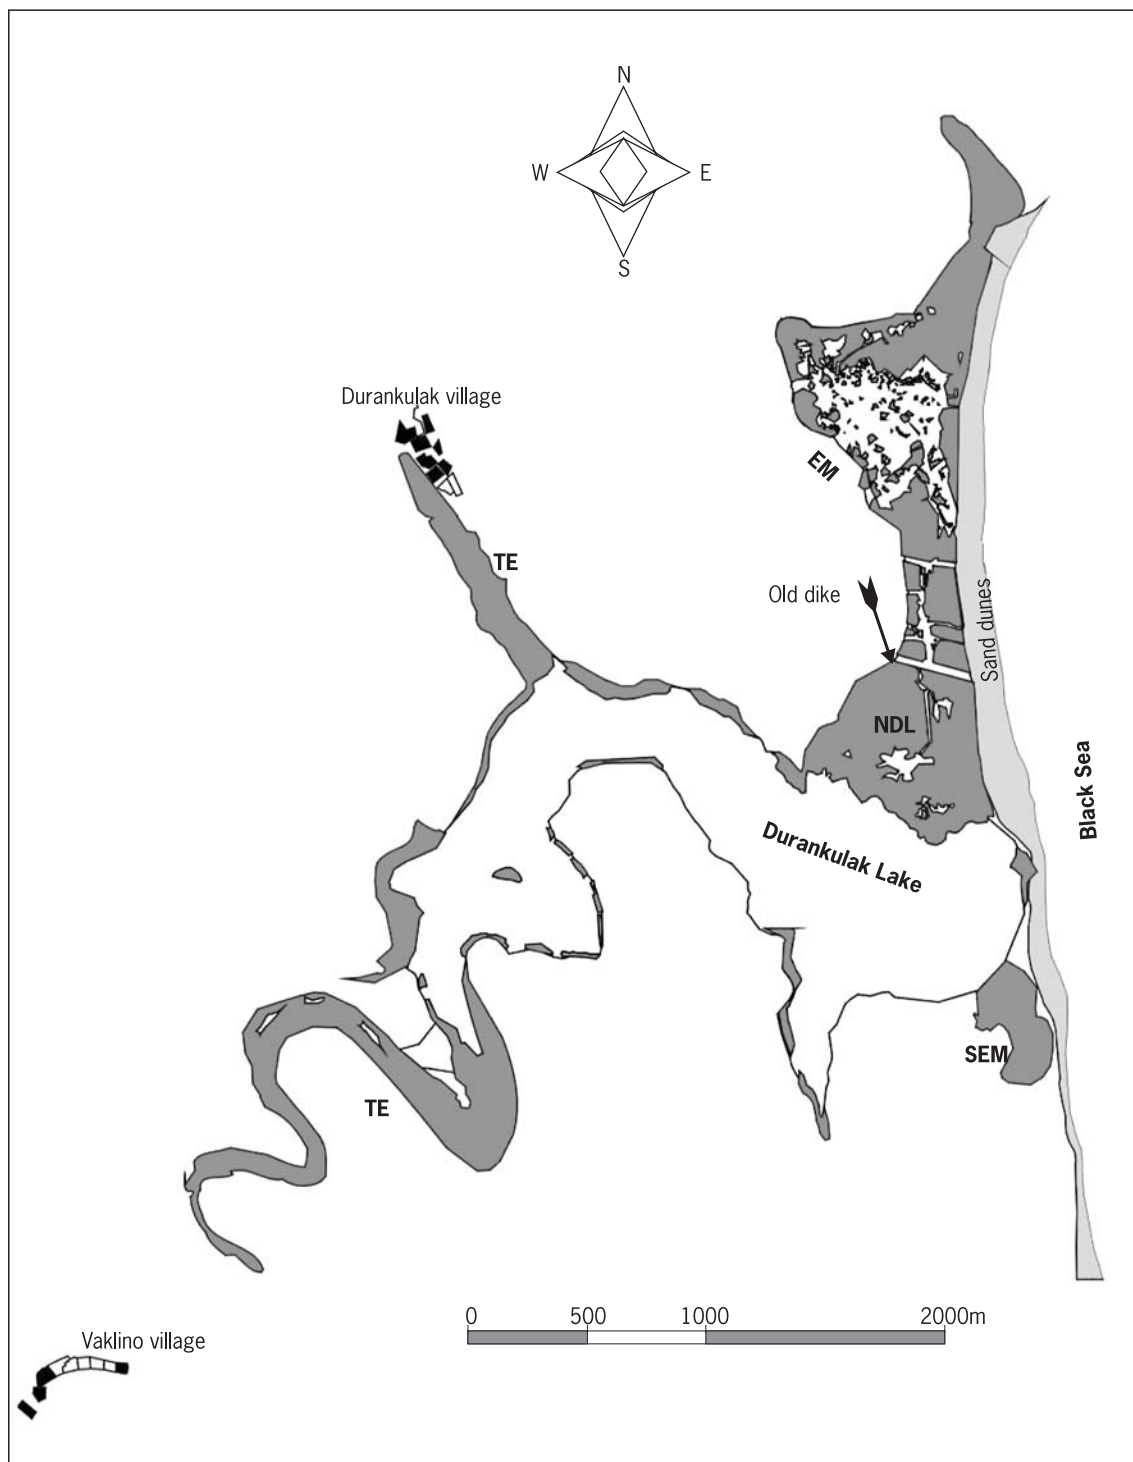 N
W
E
S
Durankulak village
EM
TE
Old dike
Sand dunes
NDL
Black Sea
Durankulak Lake
SEM
TE
0 500 1000 2000m
Vaklino village